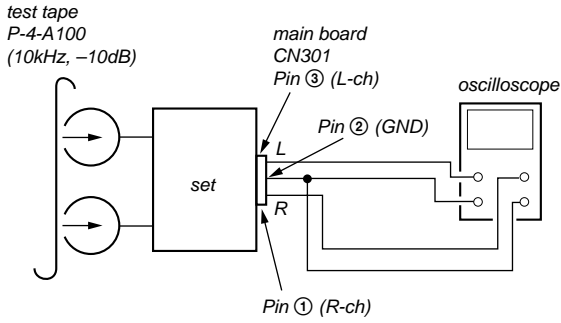 test tape
P-4-A100
(10kHz, –10dB)
main board
CN301
Pin ③ (L-ch)
oscilloscope
Pin ② (GND)
L
set
R
Pin ① (R-ch)